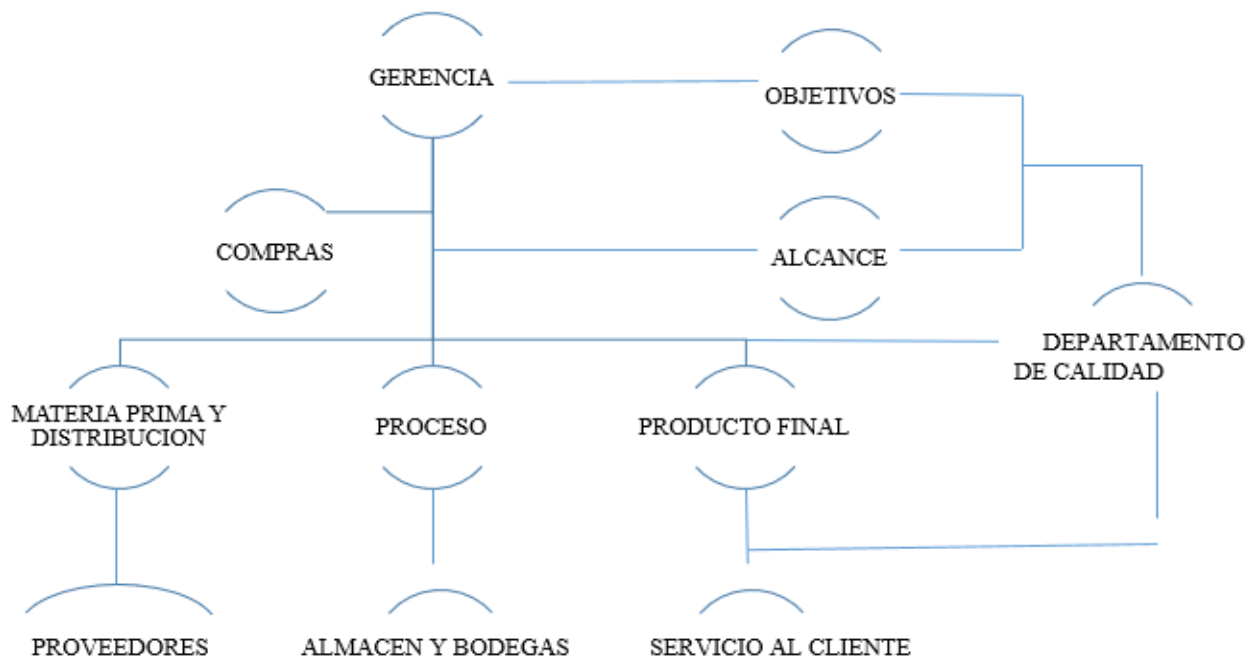 GERENCIA
OBJETIVOS
COMPRAS
ALCANCE
DEPARTAMENTO
DE CALIDAD
MATERIA PRIMA Y
DISTRIBUCION
PROCESO
PRODUCTO FINAL
PROVEEDORES
ALMACEN Y BODEGAS
SERVICIO AL CLIENTE